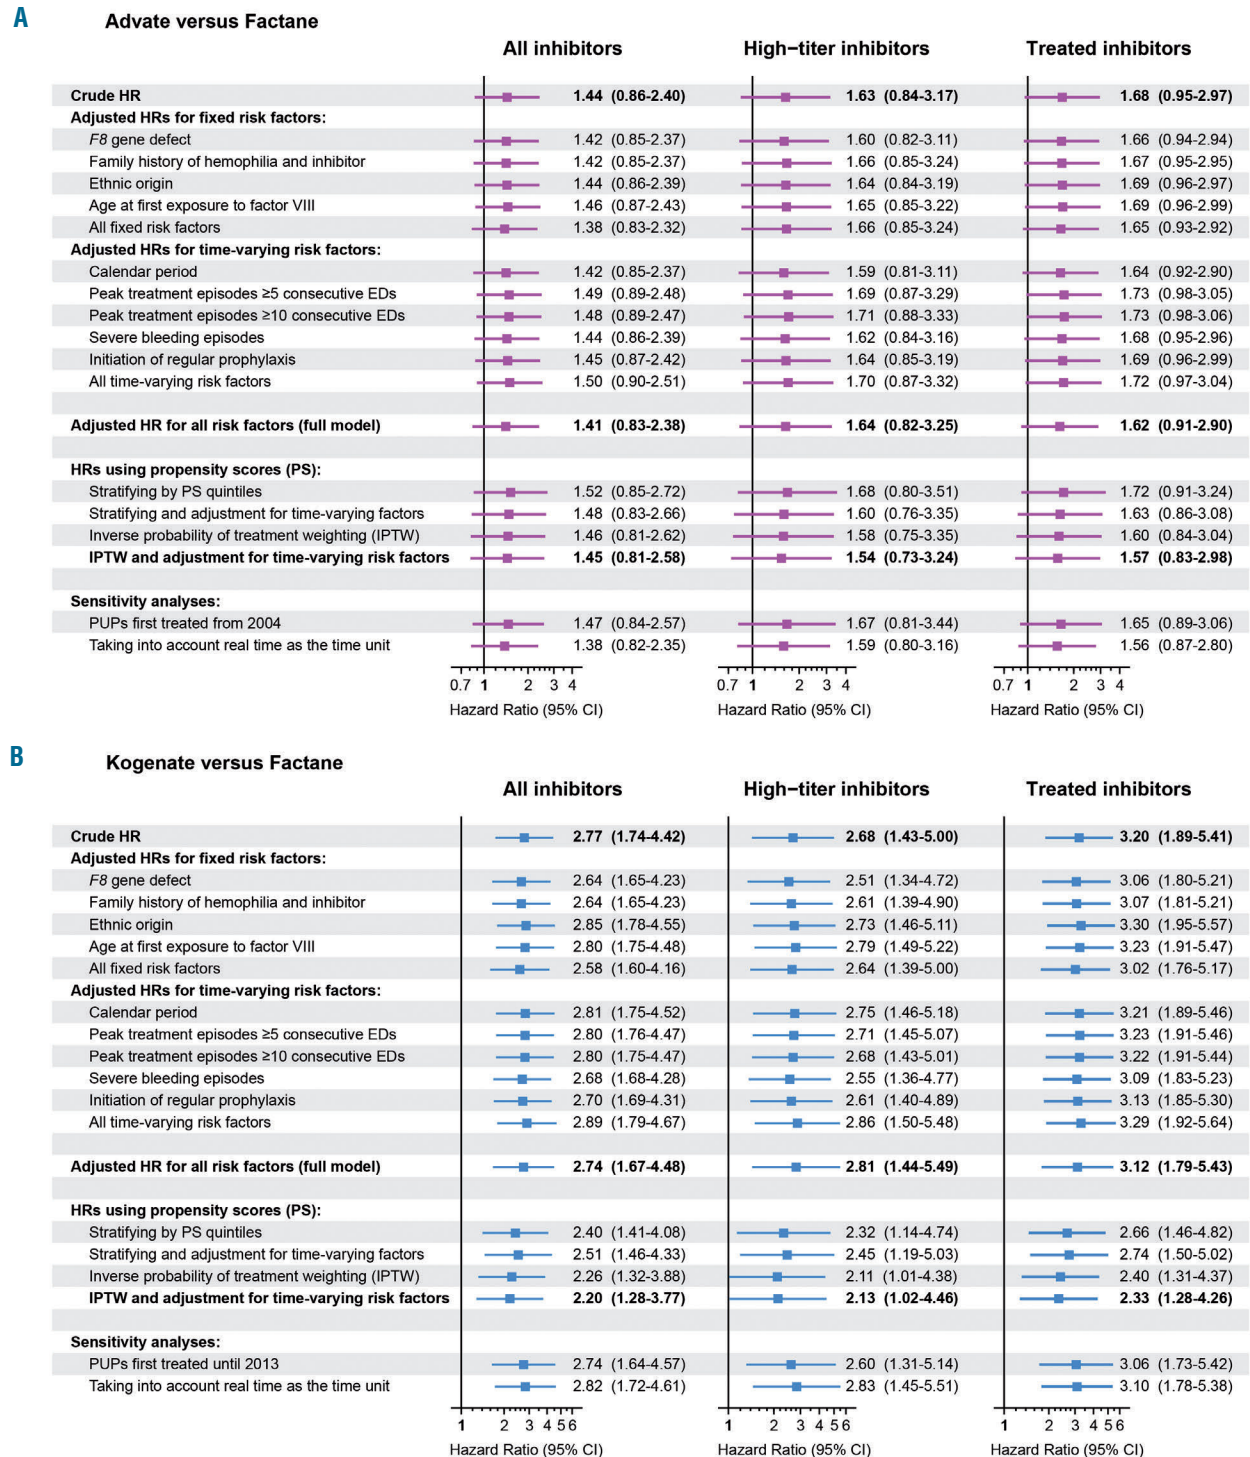 A Advate versus Factane
All inhibitors High−titer inhibitors Treated inhibitors
Crude HR 1.44 (0.86-2.40) 1.63 (0.84-3.17) 1.68 (0.95-2.97)
Adjusted HRs for fixed risk factors:
F8 gene defect 1.42 (0.85-2.37) 1.60 (0.82-3.11) 1.66 (0.94-2.94)
Family history of hemophilia and inhibitor 1.42 (0.85-2.37) 1.66 (0.85-3.24) 1.67 (0.95-2.95)
Ethnic origin 1.44 (0.86-2.39) 1.64 (0.84-3.19) 1.69 (0.96-2.97)
Age at first exposure to factor VIII 1.46 (0.87-2.43) 1.65 (0.85-3.22) 1.69 (0.96-2.99)
All fixed risk factors 1.38 (0.83-2.32) 1.66 (0.85-3.24) 1.65 (0.93-2.92)
Adjusted HRs for time-varying risk factors:
Calendar period 1.42 (0.85-2.37) 1.59 (0.81-3.11) 1.64 (0.92-2.90)
Peak treatment episodes ≥5 consecutive EDs 1.49 (0.89-2.48) 1.69 (0.87-3.29) 1.73 (0.98-3.05)
Peak treatment episodes ≥10 consecutive EDs 1.48 (0.89-2.47) 1.71 (0.88-3.33) 1.73 (0.98-3.06)
Severe bleeding episodes 1.44 (0.86-2.39) 1.62 (0.84-3.16) 1.68 (0.95-2.96)
Initiation of regular prophylaxis 1.45 (0.87-2.42) 1.64 (0.85-3.19) 1.69 (0.96-2.99)
All time-varying risk factors 1.50 (0.90-2.51) 1.70 (0.87-3.32) 1.72 (0.97-3.04)
Adjusted HR for all risk factors (full model) 1.41 (0.83-2.38) 1.64 (0.82-3.25) 1.62 (0.91-2.90)
HRs using propensity scores (PS):
Stratifying by PS quintiles 1.52 (0.85-2.72) 1.68 (0.80-3.51) 1.72 (0.91-3.24)
Stratifying and adjustment for time-varying factors 1.48 (0.83-2.66) 1.60 (0.76-3.35) 1.63 (0.86-3.08)
Inverse probability of treatment weighting (IPTW) 1.46 (0.81-2.62) 1.58 (0.75-3.35) 1.60 (0.84-3.04)
IPTW and adjustment for time-varying risk factors 1.45 (0.81-2.58) 1.54 (0.73-3.24) 1.57 (0.83-2.98)
Sensitivity analyses:
PUPs first treated from 2004 1.47 (0.84-2.57) 1.67 (0.81-3.44) 1.65 (0.89-3.06)
Taking into account real time as the time unit 1.38 (0.82-2.35) 1.59 (0.80-3.16) 1.56 (0.87-2.80)
0.7 1 2 3 4 0.7 1 2 3 4 0.7 1 2 3 4
Hazard Ratio (95% CI) Hazard Ratio (95% CI) Hazard Ratio (95% CI)
B Kogenate versus Factane
All inhibitors High−titer inhibitors Treated inhibitors
Crude HR 2.77 (1.74-4.42) 2.68 (1.43-5.00) 3.20 (1.89-5.41)
Adjusted HRs for fixed risk factors:
F8 gene defect 2.64 (1.65-4.23) 2.51 (1.34-4.72) 3.06 (1.80-5.21)
Family history of hemophilia and inhibitor 2.64 (1.65-4.23) 2.61 (1.39-4.90) 3.07 (1.81-5.21)
Ethnic origin 2.85 (1.78-4.55) 2.73 (1.46-5.11) 3.30 (1.95-5.57)
Age at first exposure to factor VIII 2.80 (1.75-4.48) 2.79 (1.49-5.22) 3.23 (1.91-5.47)
All fixed risk factors 2.58 (1.60-4.16) 2.64 (1.39-5.00) 3.02 (1.76-5.17)
Adjusted HRs for time-varying risk factors:
Calendar period 2.81 (1.75-4.52) 2.75 (1.46-5.18) 3.21 (1.89-5.46)
Peak treatment episodes ≥5 consecutive EDs 2.80 (1.76-4.47) 2.71 (1.45-5.07) 3.23 (1.91-5.46)
Peak treatment episodes ≥10 consecutive EDs 2.80 (1.75-4.47) 2.68 (1.43-5.01) 3.22 (1.91-5.44)
Severe bleeding episodes 2.68 (1.68-4.28) 2.55 (1.36-4.77) 3.09 (1.83-5.23)
Initiation of regular prophylaxis 2.70 (1.69-4.31) 2.61 (1.40-4.89) 3.13 (1.85-5.30)
All time-varying risk factors 2.89 (1.79-4.67) 2.86 (1.50-5.48) 3.29 (1.92-5.64)
Adjusted HR for all risk factors (full model) 2.74 (1.67-4.48) 2.81 (1.44-5.49) 3.12 (1.79-5.43)
HRs using propensity scores (PS):
Stratifying by PS quintiles 2.40 (1.41-4.08) 2.32 (1.14-4.74) 2.66 (1.46-4.82)
Stratifying and adjustment for time-varying factors 2.51 (1.46-4.33) 2.45 (1.19-5.03) 2.74 (1.50-5.02)
Inverse probability of treatment weighting (IPTW) 2.26 (1.32-3.88) 2.11 (1.01-4.38) 2.40 (1.31-4.37)
IPTW and adjustment for time-varying risk factors 2.20 (1.28-3.77) 2.13 (1.02-4.46) 2.33 (1.28-4.26)
Sensitivity analyses:
PUPs first treated until 2013 2.74 (1.64-4.57) 2.60 (1.31-5.14) 3.06 (1.73-5.42)
Taking into account real time as the time unit 2.82 (1.72-4.61) 2.83 (1.45-5.51) 3.10 (1.78-5.38)
1 2 3 4 5 6 1 2 3 4 5 6 1 2 3 4 5 6
Hazard Ratio (95% CI) Hazard Ratio (95% CI) Hazard Ratio (95% CI)